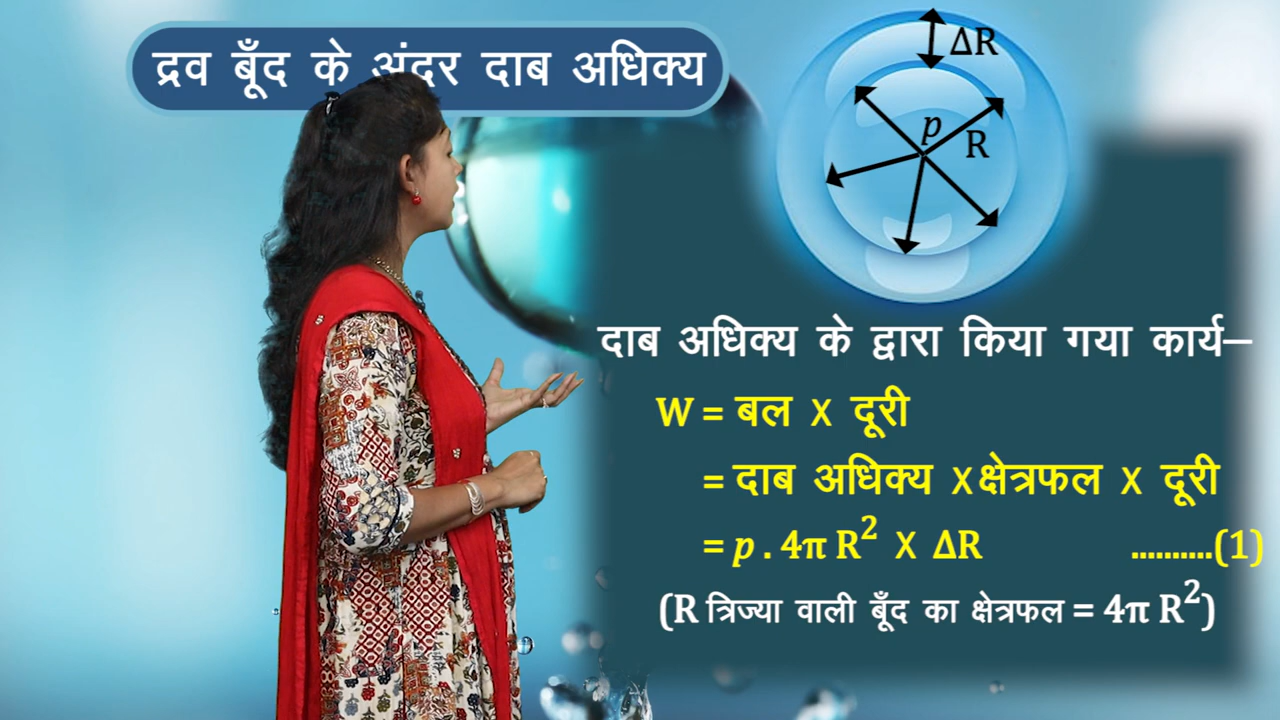 द्रव बूँद के अंदर दाब अधिक्य
ΔR
p
R
दाब अधिक्य के द्वारा किया गया कार्य–
W = बल X दूरी
= दाब अधिक्य X क्षेत्रफल X दूरी
= p . 4π R² X ΔR ..........(1)
(R त्रिज्या वाली बूँद का क्षेत्रफल = 4π R²)